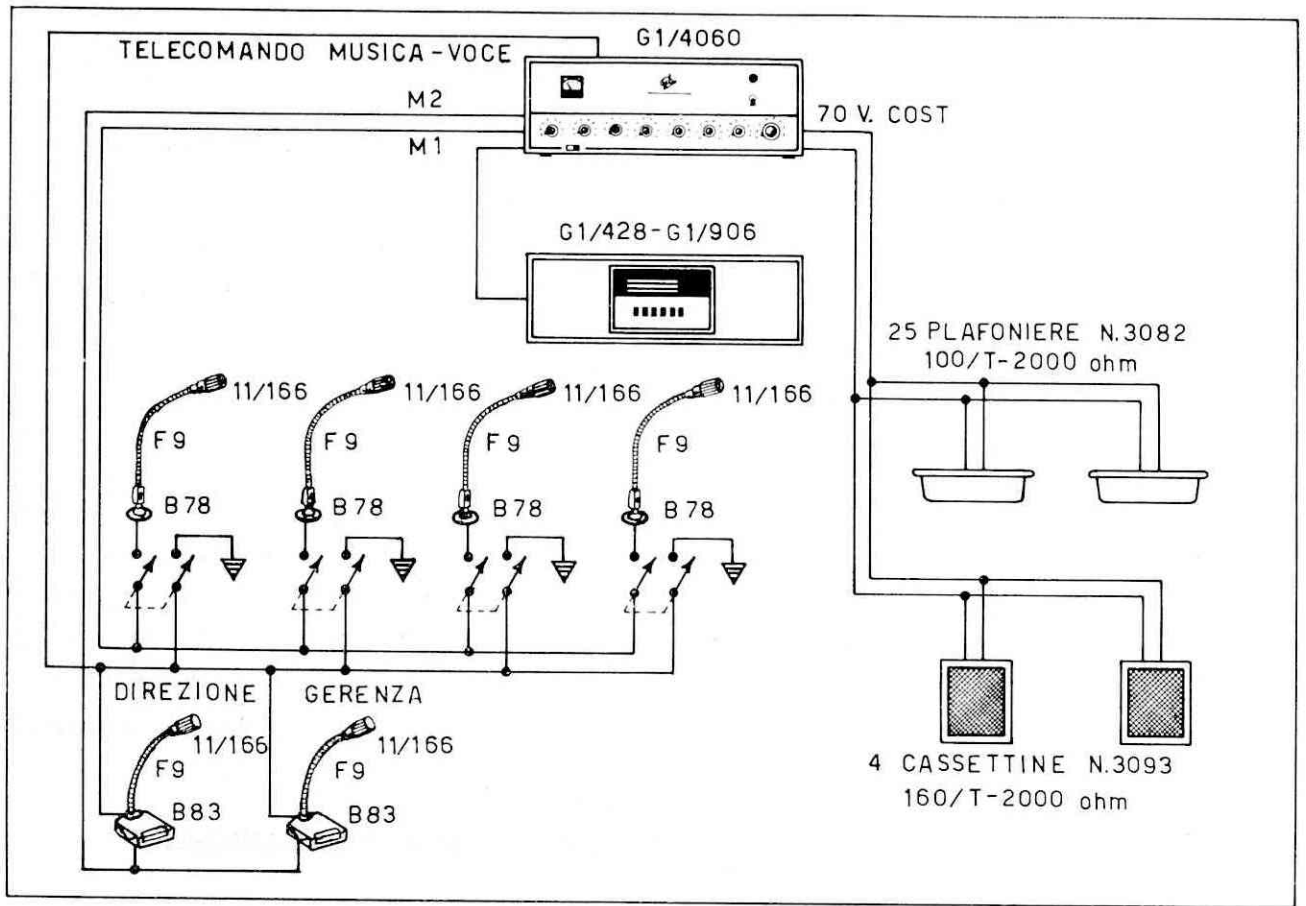 TELECOMANDO MUSICA-VOCE
G1/4060
M2
M1
70 V. COST
G1/428-G1/906
25 PLAFONIERE N.3082
100/T-2000 ohm
11/166
11/166
11/166
11/166
F9
F9
F9
F9
B78
B78
B78
B78
DIREZIONE
GERENZA
11/166
11/166
F9
F9
B83
B83
4 CASSETTINE N.3093
160/T-2000 ohm